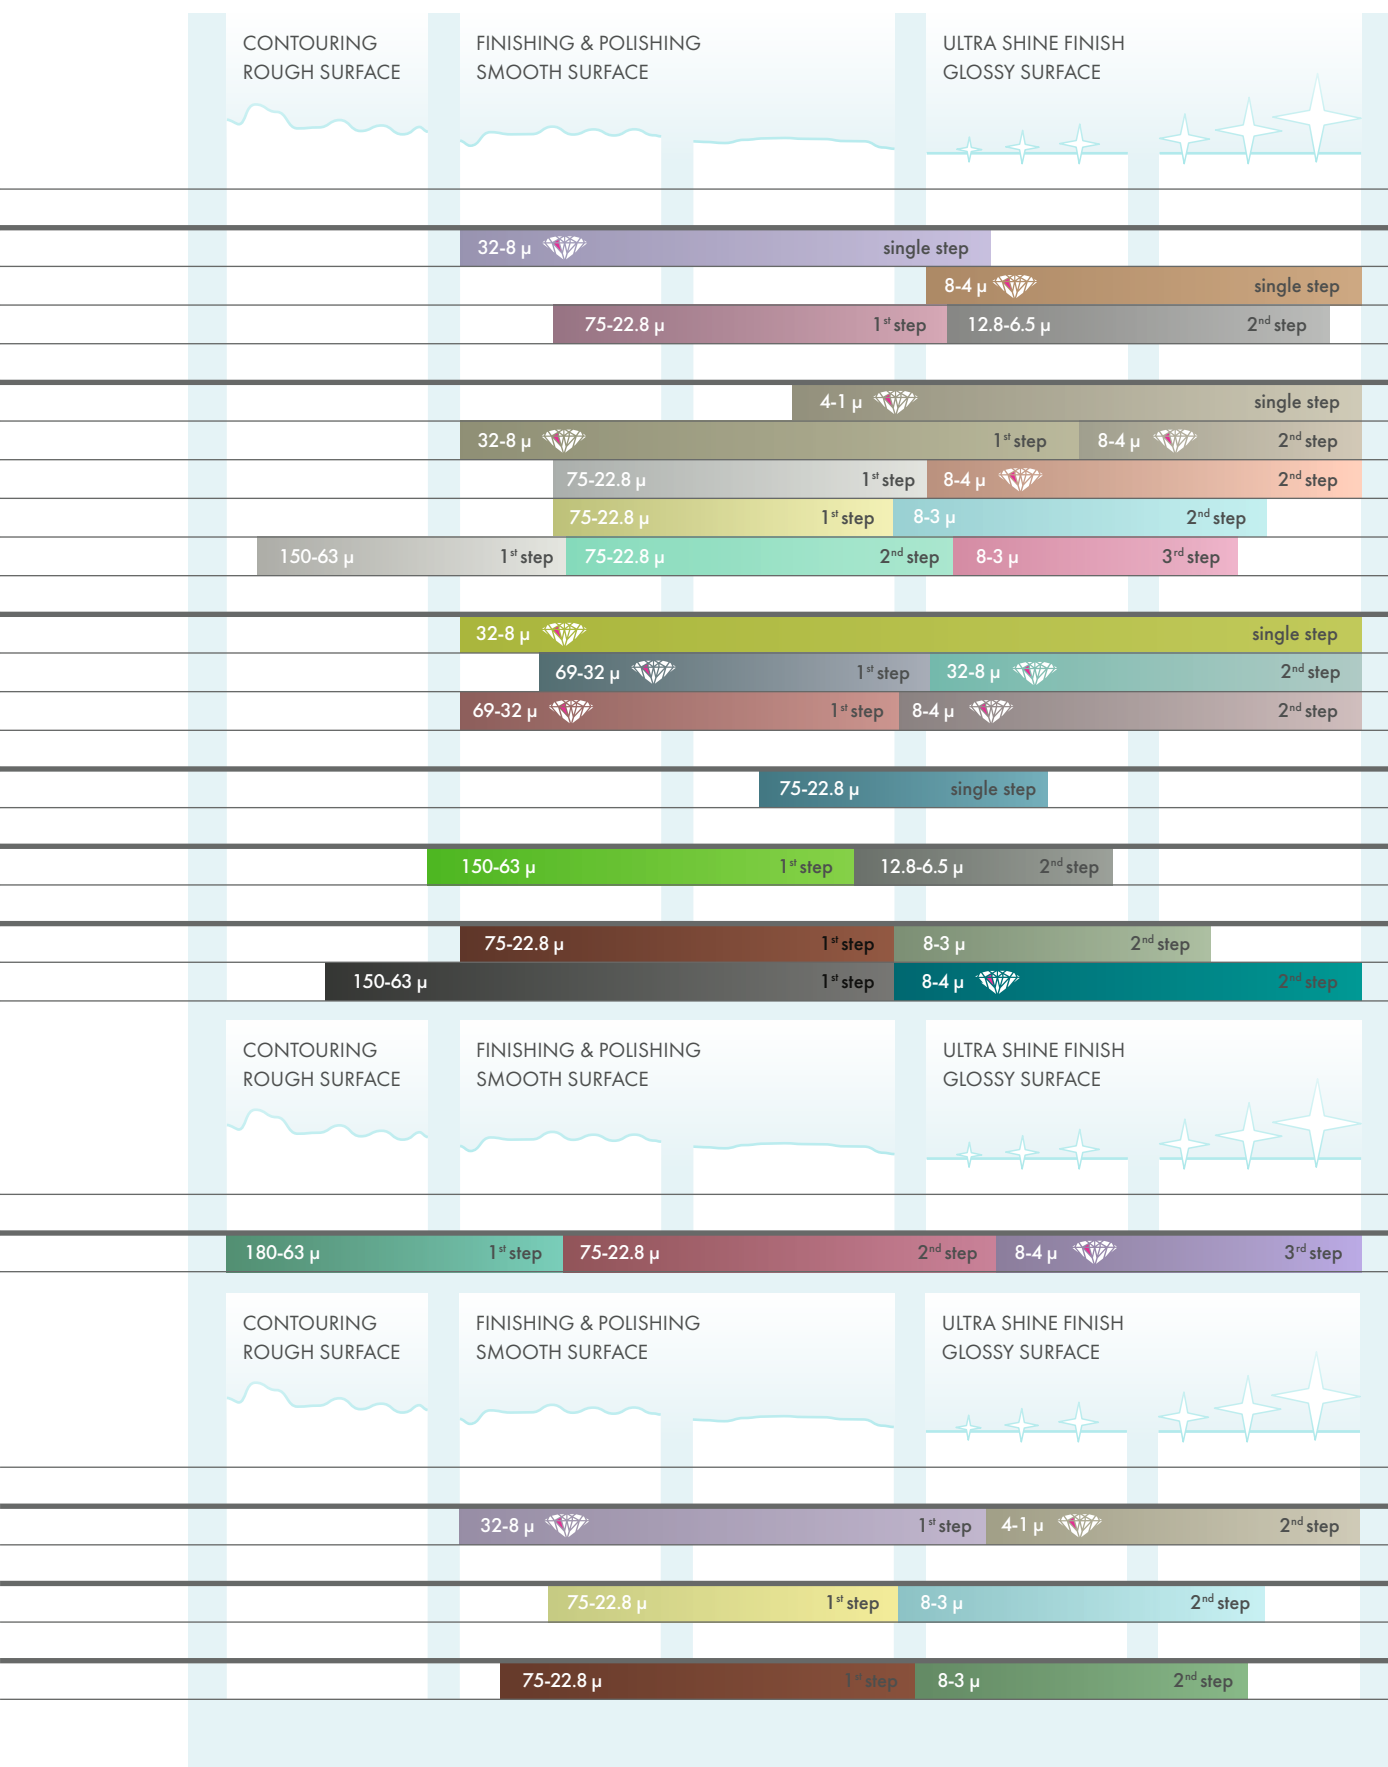 CONTOURING
ROUGH SURFACE
FINISHING & POLISHING
SMOOTH SURFACE
ULTRA SHINE FINISH
GLOSSY SURFACE
32-8 µ single step
8-4 µ single step
75-22.8 µ 1st step 12.8-6.5 µ 2nd step
4-1 µ single step
32-8 µ 1st step 8-4 µ 2nd step
75-22.8 µ 1st step 8-4 µ 2nd step
75-22.8 µ 1st step 8-3 µ 2nd step
150-63 µ 1st step 75-22.8 µ 2nd step 8-3 µ 3rd step
32-8 µ single step
69-32 µ 1st step 32-8 µ 2nd step
69-32 µ 1st step 8-4 µ 2nd step
75-22.8 µ single step
150-63 µ 1st step 12.8-6.5 µ 2nd step
75-22.8 µ 1st step 8-3 µ 2nd step
150-63 µ 1st step 8-4 µ 2nd step
CONTOURING
ROUGH SURFACE
FINISHING & POLISHING
SMOOTH SURFACE
ULTRA SHINE FINISH
GLOSSY SURFACE
180-63 µ 1st step 75-22.8 µ 2nd step 8-4 µ 3rd step
CONTOURING
ROUGH SURFACE
FINISHING & POLISHING
SMOOTH SURFACE
ULTRA SHINE FINISH
GLOSSY SURFACE
32-8 µ 1st step 4-1 µ 2nd step
75-22.8 µ 1st step 8-3 µ 2nd step
75-22.8 µ 1st step 8-3 µ 2nd step